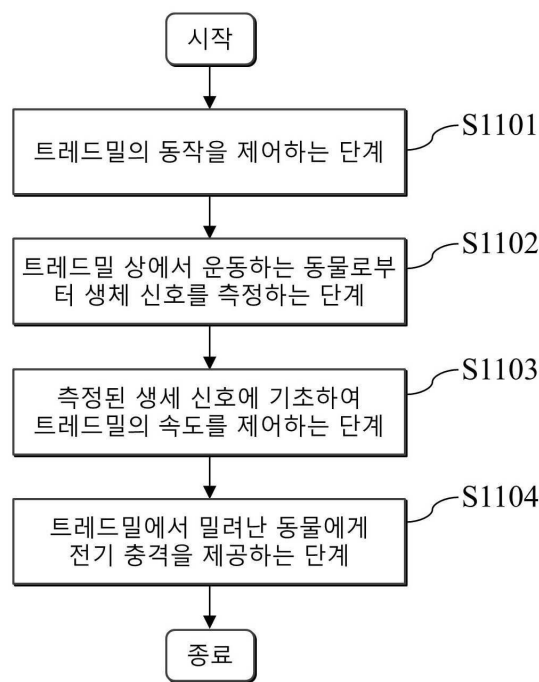 시작
트레드밀의 동작을 제어하는 단계
S1101
트레드밀 상에서 운동하는 동물로부
터 생체 신호를 측정하는 단계
S1102
측정된 생세 신호에 기초하여
트레드밀의 속도를 제어하는 단계
S1103
트레드밀에서 밀려난 동물에게
전기 충격을 제공하는 단계
S1104
종료